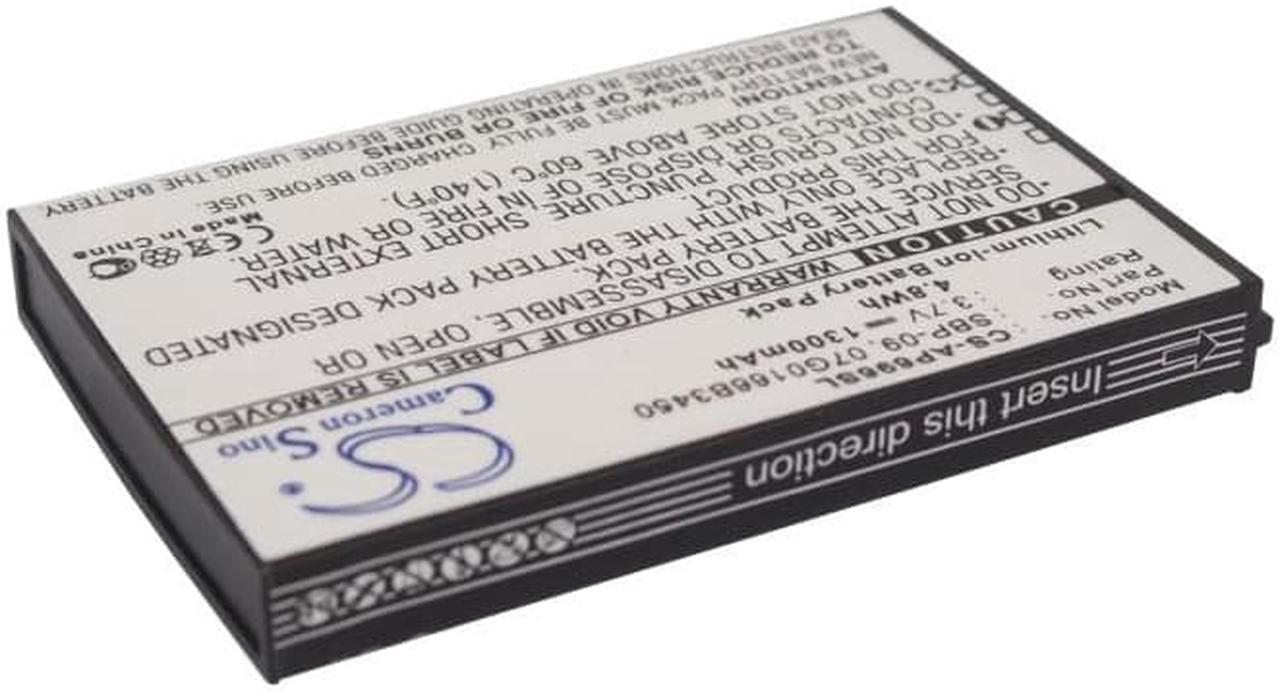 CS
Cameron Sino
Model No. : CS-AP696SL
Part No. : SBP-09, 07G0166B3450
Rating : 3.7V 1300mAh
4.8Wh
Lithium-Ion Battery Pack
CAUTION WARRANTY VOID IF LABEL IS REMOVED
•DO NOT ATTEMPT TO DISASSEMBLE, OPEN OR
SERVICE THE BATTERY PACK.
•REPLACE ONLY WITH THE BATTERY PACK DESIGNATED
FOR THIS PRODUCT.
•DO NOT CRUSH, PUNCTURE, SHORT EXTERNAL
CONTACTS OR DISPOSE OF IN FIRE OR WATER.
•DO NOT STORE ABOVE 60°C (140°F).
ATTENTION!
NEW BATTERY PACK MUST BE FULLY CHARGED BEFORE USE.
TO REDUCE RISK OF FIRE OR BURNS
READ INSTRUCTIONS IN OPERATING GUIDE BEFORE USING THE BATTERY
CE
Made in China
Insert this direction